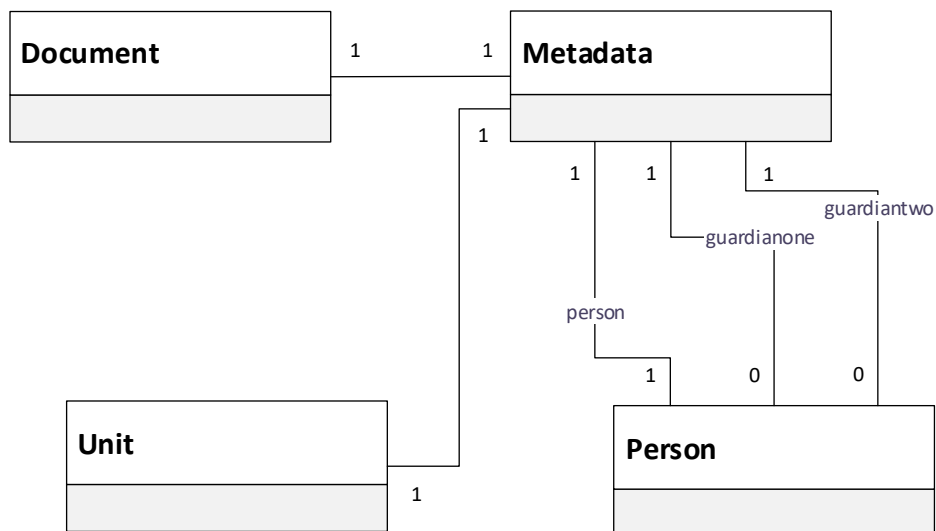 Document
1
1
Metadata
1
1
1
1
guardiantwo
guardianone
person
1
0
0
Unit
Person
1